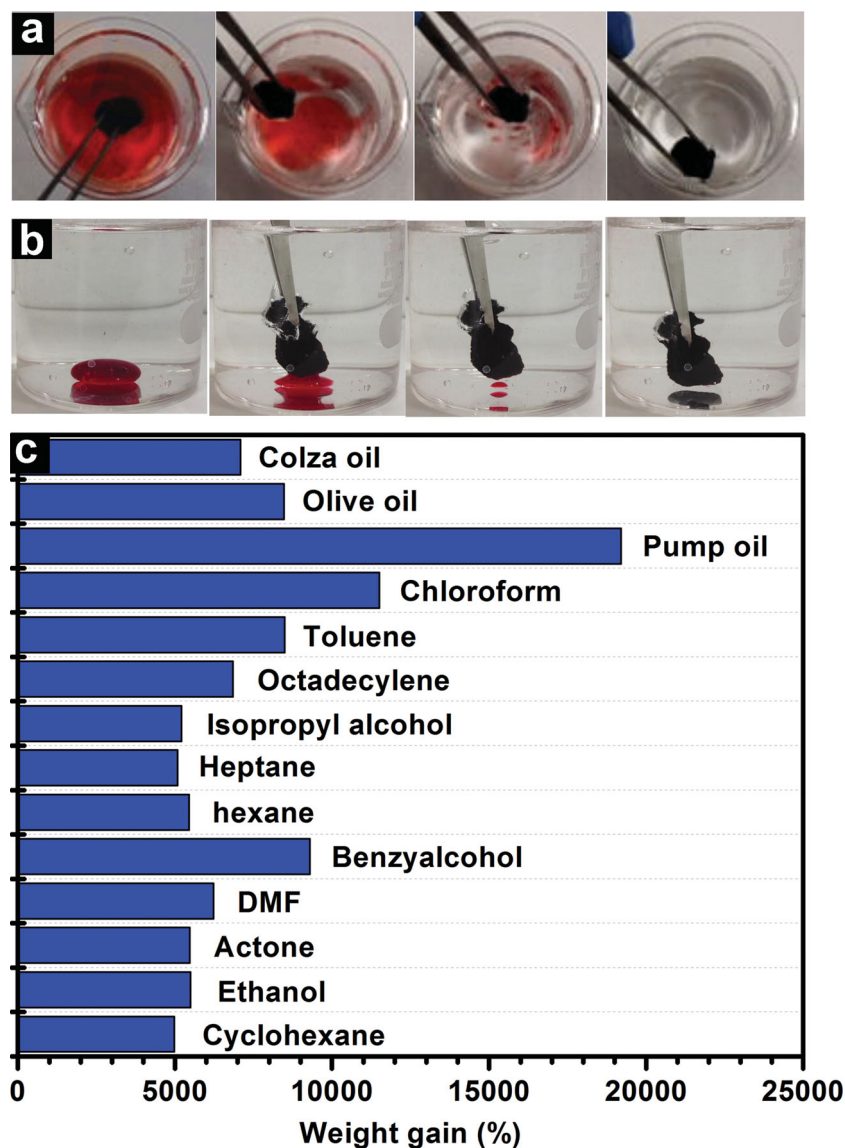 a
b
c
Colza oil
Olive oil
Pump oil
Chloroform
Toluene
Octadecylene
Isopropyl alcohol
Heptane
hexane
Benzyalcohol
DMF
Actone
Ethanol
Cyclohexane
0 5000 10000 15000 20000 25000
Weight gain (%)